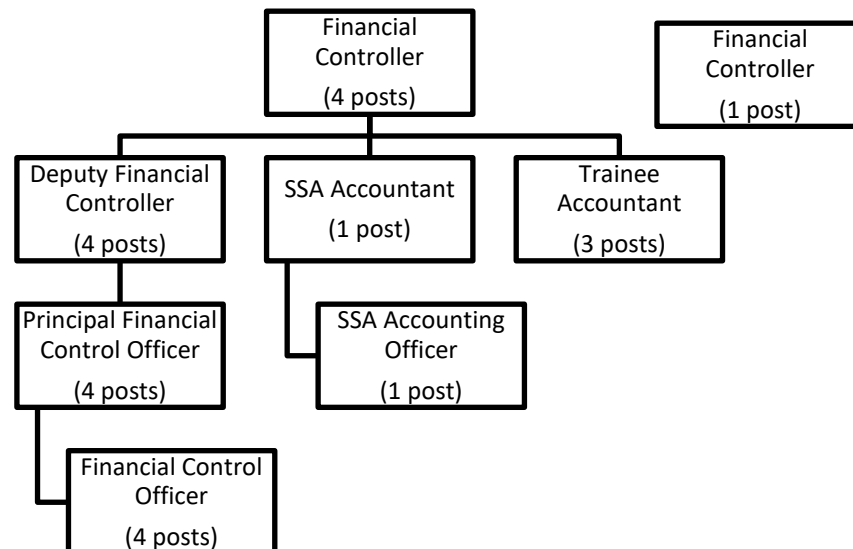 Financial
Controller
(4 posts)
Financial
Controller
(1 post)
Deputy Financial
Controller
(4 posts)
SSA Accountant
(1 post)
Trainee
Accountant
(3 posts)
Principal Financial
Control Officer
(4 posts)
SSA Accounting
Officer
(1 post)
Financial Control
Officer
(4 posts)